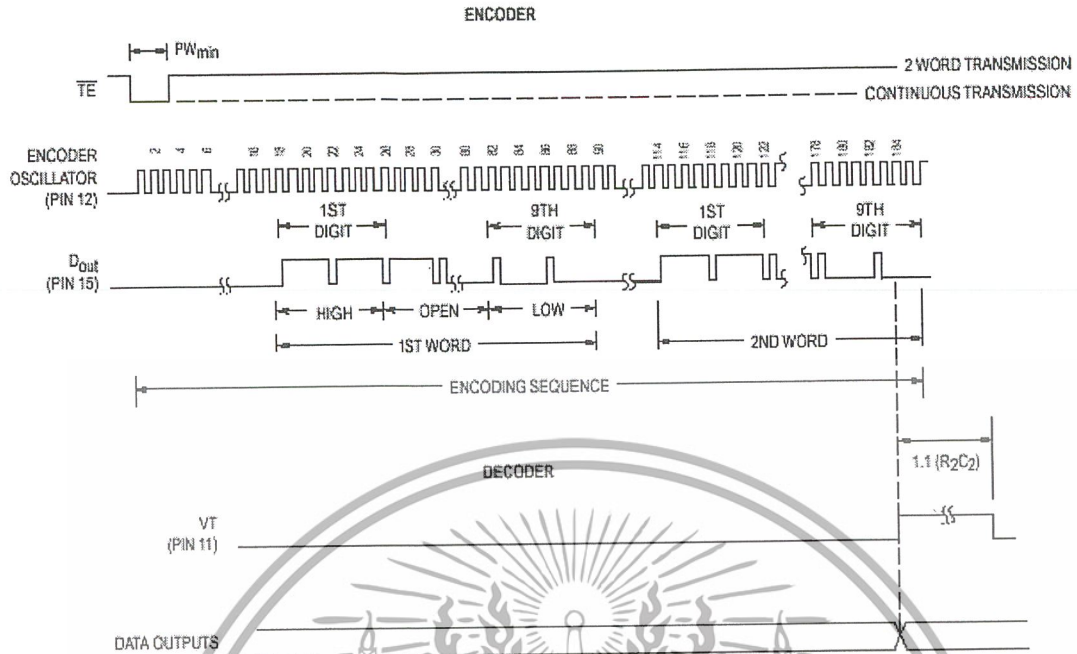 ENCODER
PWmin
TE
2 WORD TRANSMISSION
CONTINUOUS TRANSMISSION
ENCODER
OSCILLATOR
(PIN 12)
2 4 6 16 18 20 22 24 26 28 30 80 82 84 86 88 90 114 116 118 120 122 178 180 182 184
1ST
DIGIT
9TH
DIGIT
1ST
DIGIT
9TH
DIGIT
Dout
(PIN 15)
HIGH
OPEN
LOW
1ST WORD
2ND WORD
ENCODING SEQUENCE
1.1 (R2C2)
DECODER
VT
(PIN 11)
DATA OUTPUTS